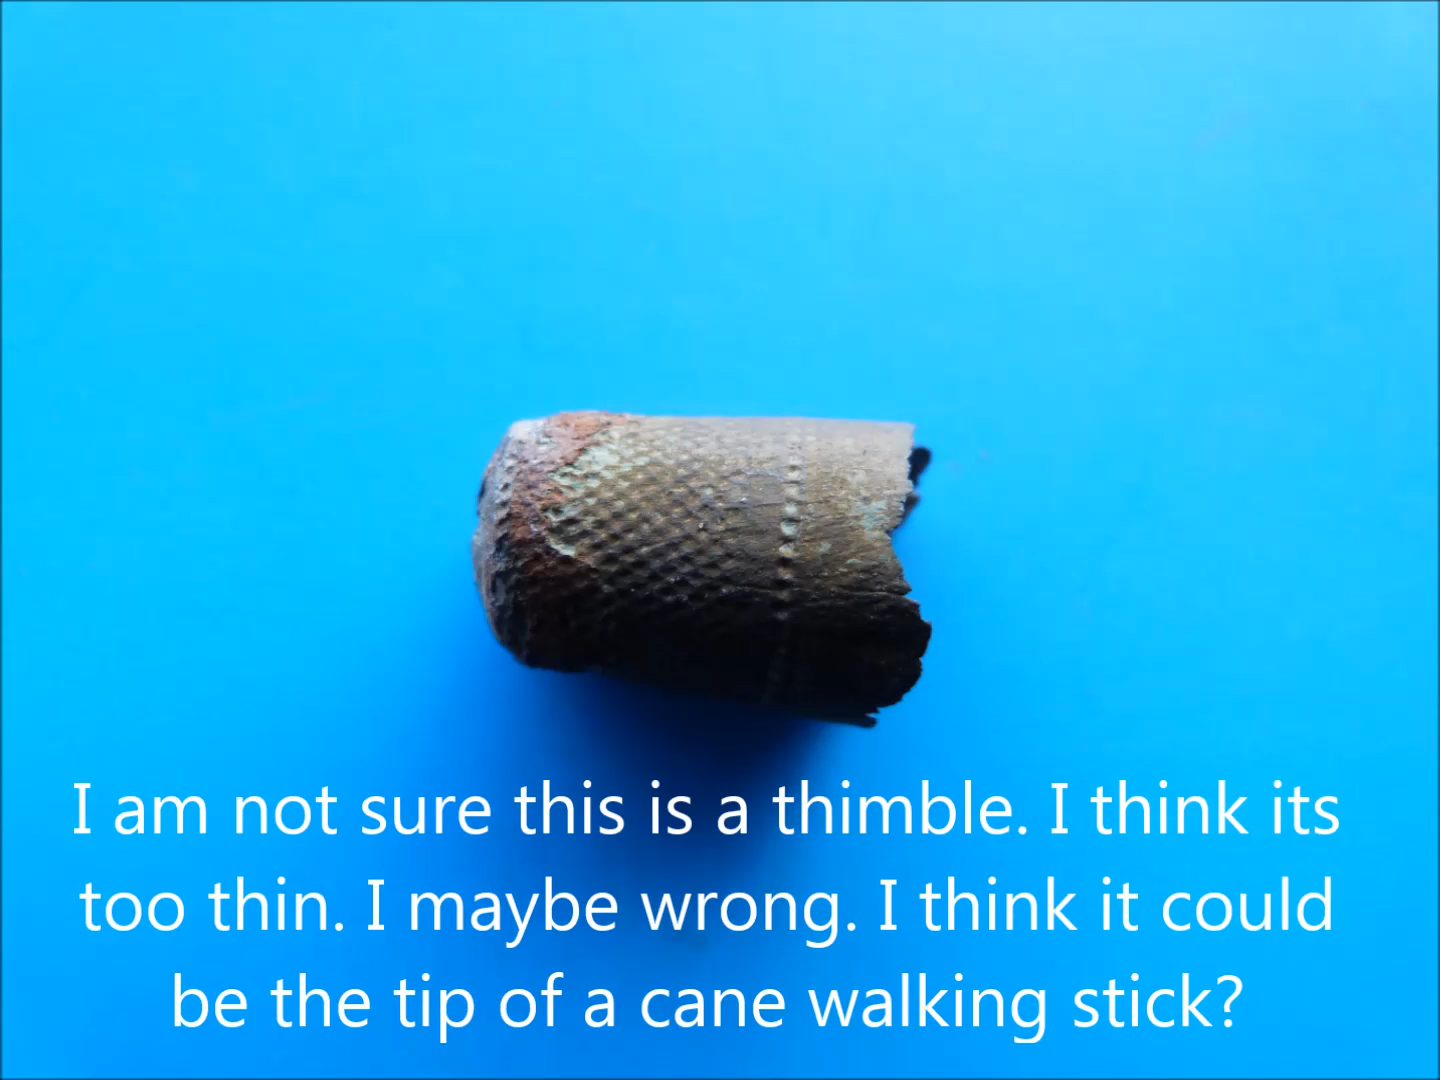 I am not sure this is a thimble. I think its
too thin. I maybe wrong. I think it could
be the tip of a cane walking stick?